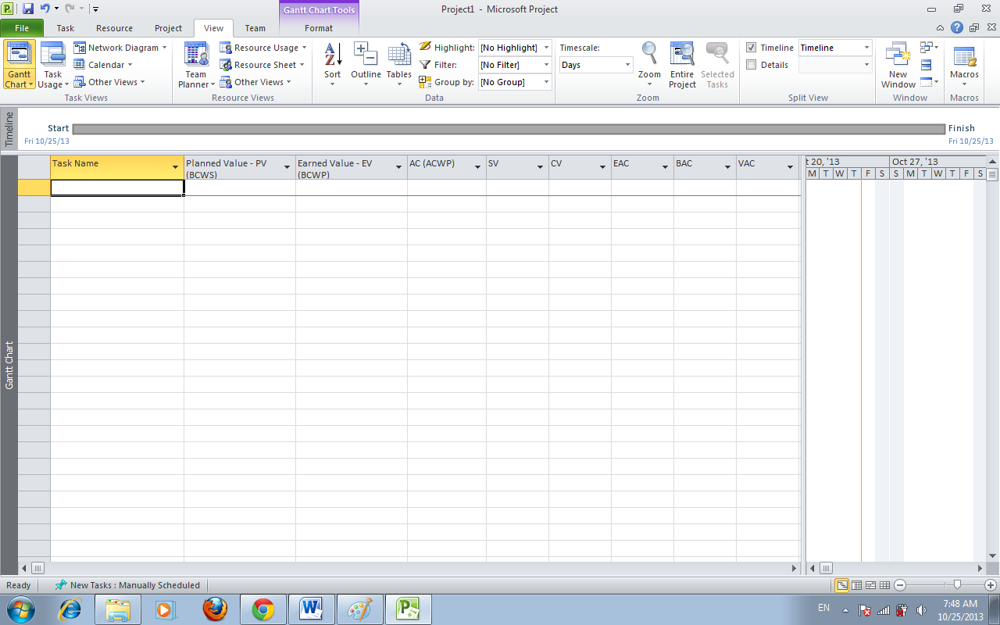 Gantt Chart Tools
Project1 - Microsoft Project
File Task Resource Project View Team Format
Gantt Chart
Task Usage
Network Diagram
Calendar
Other Views
Task Views
Team Planner
Resource Usage
Resource Sheet
Other Views
Resource Views
Sort
Outline
Tables
Highlight: [No Highlight]
Filter: [No Filter]
Group by: [No Group]
Data
Timescale:
Days
Zoom
Entire Project
Selected Tasks
Zoom
Timeline Timeline
Details
Split View
New Window
Window
Macros
Macros
Timeline
Start
Fri 10/25/13
Finish
Fri 10/25/13
Gantt Chart
Task Name
Planned Value - PV (BCWS)
Earned Value - EV (BCWP)
AC (ACWP)
SV
CV
EAC
BAC
VAC
t 20, '13 Oct 27, '13
M T W T F S S M T W T F S
Ready New Tasks : Manually Scheduled
EN
7:48 AM
10/25/2013